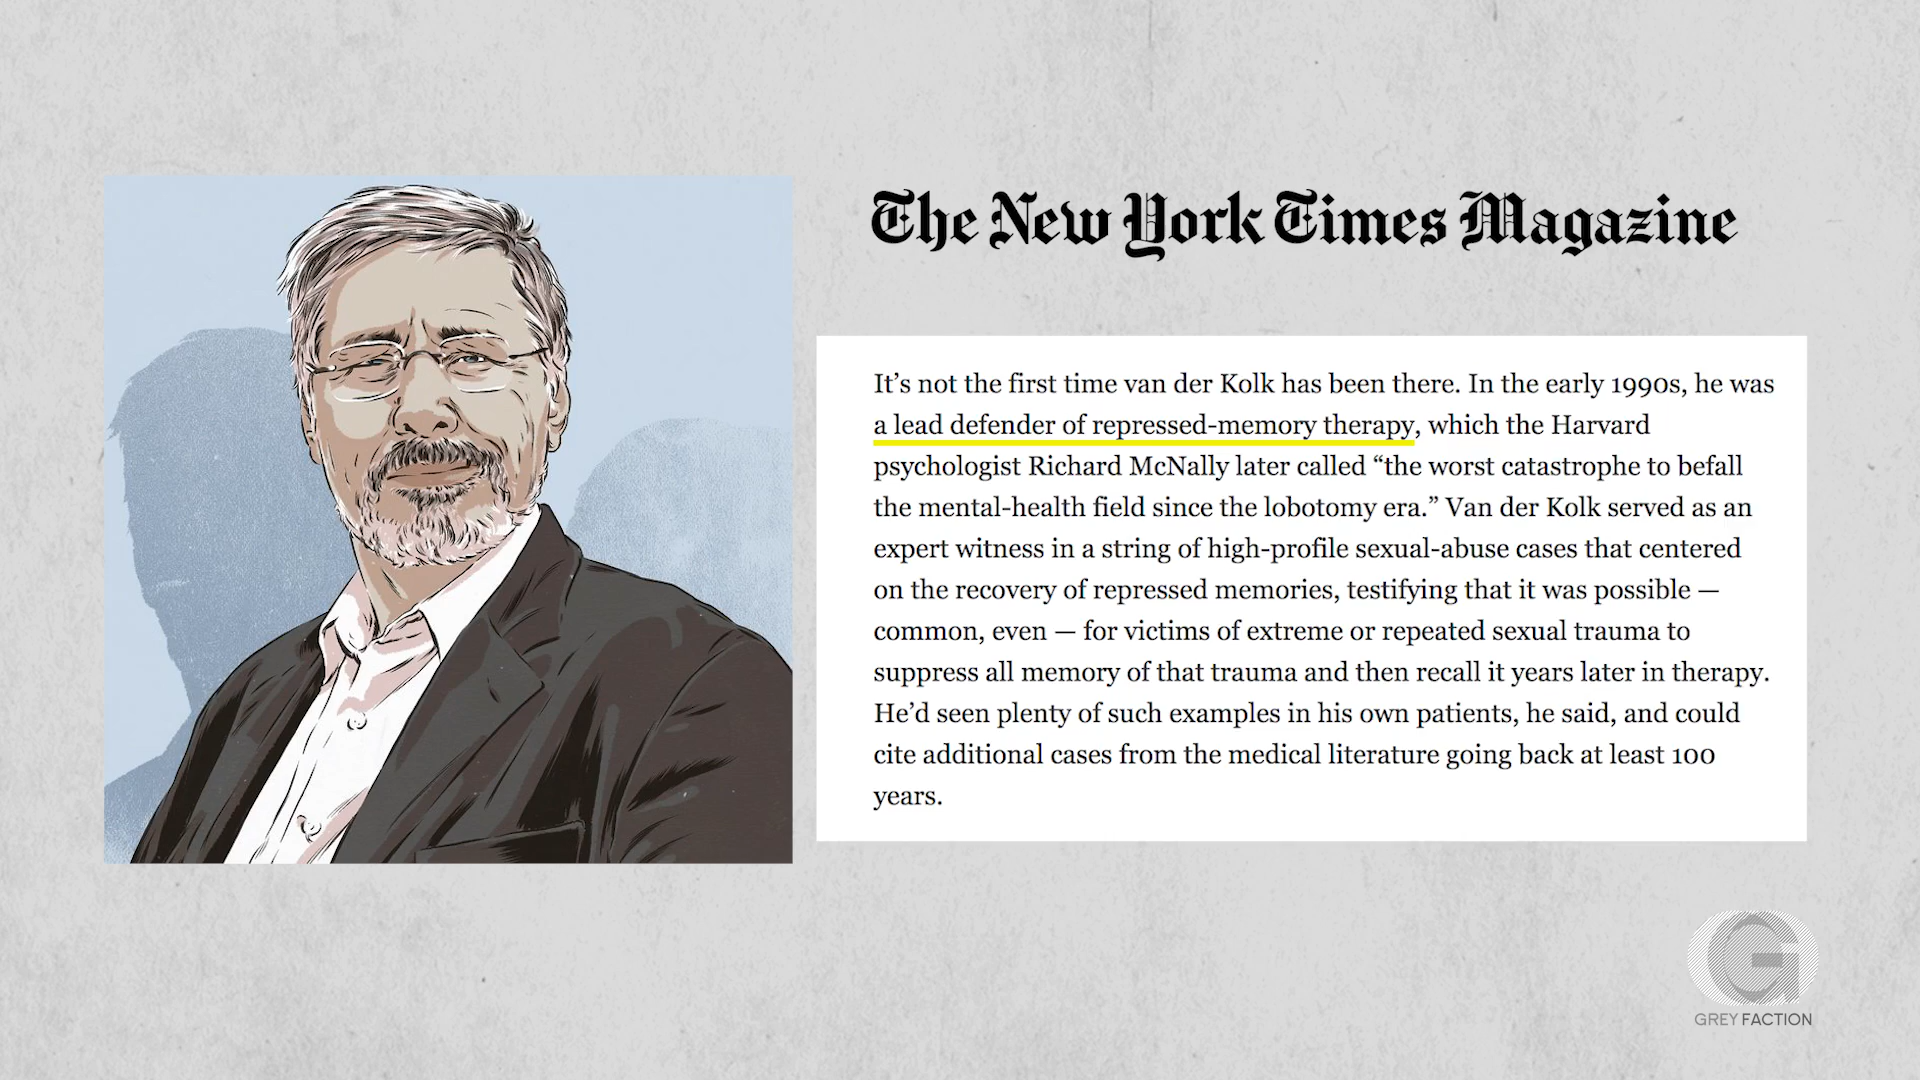 The New York Times Magazine
It’s not the first time van der Kolk has been there. In the early 1990s, he was
a lead defender of repressed-memory therapy, which the Harvard
psychologist Richard McNally later called “the worst catastrophe to befall
the mental-health field since the lobotomy era.” Van der Kolk served as an
expert witness in a string of high-profile sexual-abuse cases that centered
on the recovery of repressed memories, testifying that it was possible —
common, even — for victims of extreme or repeated sexual trauma to
suppress all memory of that trauma and then recall it years later in therapy.
He’d seen plenty of such examples in his own patients, he said, and could
cite additional cases from the medical literature going back at least 100
years.
G
GREY FACTION